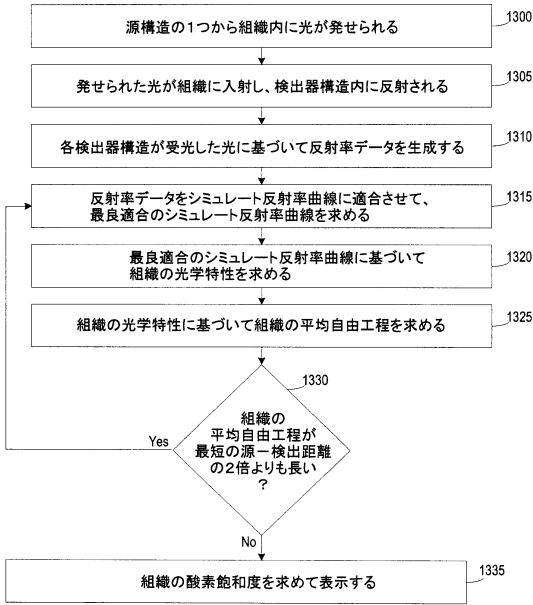 源構造の1つから組織内に光が発せられる
1300
発せられた光が組織に入射し、検出器構造内に反射される
1305
各検出器構造が受光した光に基づいて反射率データを生成する
1310
反射率データをシミュレート反射率曲線に適合させて、
最良適合のシミュレート反射率曲線を求める
1315
最良適合のシミュレート反射率曲線に基づいて
組織の光学特性を求める
1320
組織の光学特性に基づいて組織の平均自由工程を求める
1325
1330
組織の
平均自由工程が
最短の源－検出距離
の2倍よりも長い
？
Yes
No
組織の酸素飽和度を求めて表示する
1335